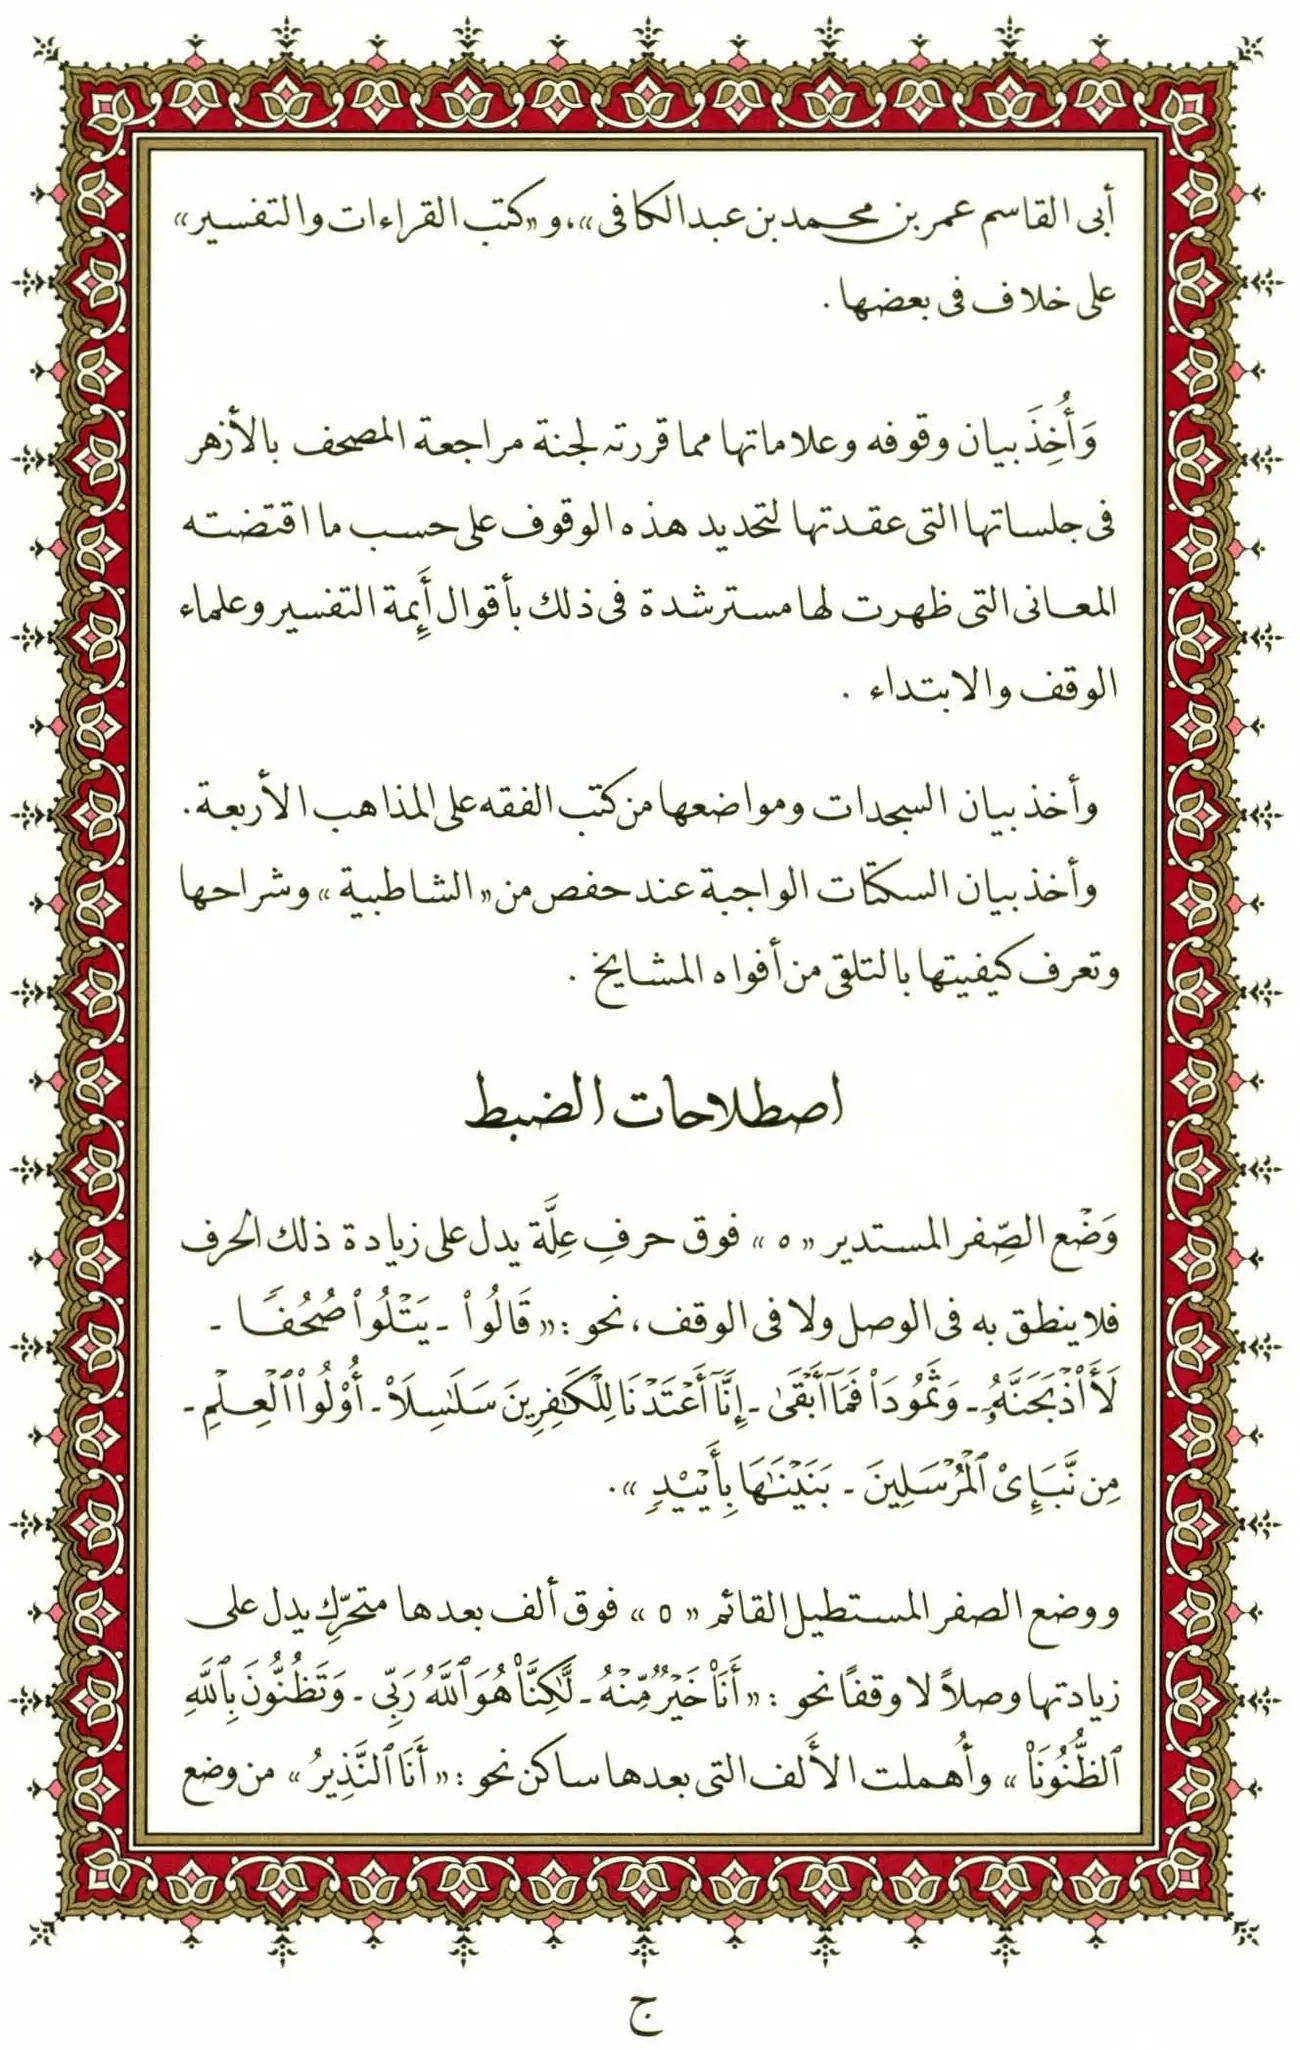 أبى القاسم عمر بن محمد بن عبد الكافى»، و «كتب القراءات والتفسير»
على خلاف فى بعضها .
وَأُخِذَ بيان وقوفه وعلاماتها مما قررته لجنة مراجعة المصحف بالأزهر
فى جلساتها التى عقدتها لتحديد هذه الوقوف على حسب ما اقتضته
المعانى التى ظهرت لها مسترشدة فى ذلك بأقوال أَئِمة التفسير وعلماء
الوقف والابتداء .
وأخذ بيان السجدات ومواضعها من كتب الفقه على المذاهب الأربعة.
وأخذ بيان السكتات الواجبة عند حفص من «الشاطبية» وشراحها
وتعرف كيفيتها بالتلقى من أفواه المشايخ .
اصطلاحات الضبط
وَضْع الصِّفر المستدير «ه» فوق حرفِ عِلَّة يدل على زيادة ذلك الحرف
فلا ينطق به فى الوصل ولا فى الوقف، نحو : « قَالُوا۟ - يَتْلُوا۟ صُحُفًا -
لَأَا۟ذْبَحَنَّهُۥٓ - وَثَمُودَا۟ فَمَآ أَبْقَىٰ - إِنَّآ أَعْتَدْنَا لِلْكَٰفِرِينَ سَلَٰسِلَا۟ - أُو۟لُوا۟ ٱلْعِلْمِ -
مِن نَّبَإِى۟ ٱلْمُرْسَلِينَ - بَنَيْنَٰهَا بِأَيْي۟دٍ ».
ووضع الصفر المستطيل القائم «٥» فوق ألف بعدها متحرّك يدل على
زيادتها وصلاً لا وقفًا نحو : « أَنَا۠ خَيْرٌ مِّنْهُ - لَّٰكِنَّا۠ هُوَ ٱللَّهُ رَبِّى - وَتَظُنُّونَ بِٱللَّهِ
ٱلظُّنُونَا۠ » وأُهملت الألف التى بعدها ساكن نحو : « أَنَا ٱلنَّذِيرُ » من وضع
ج